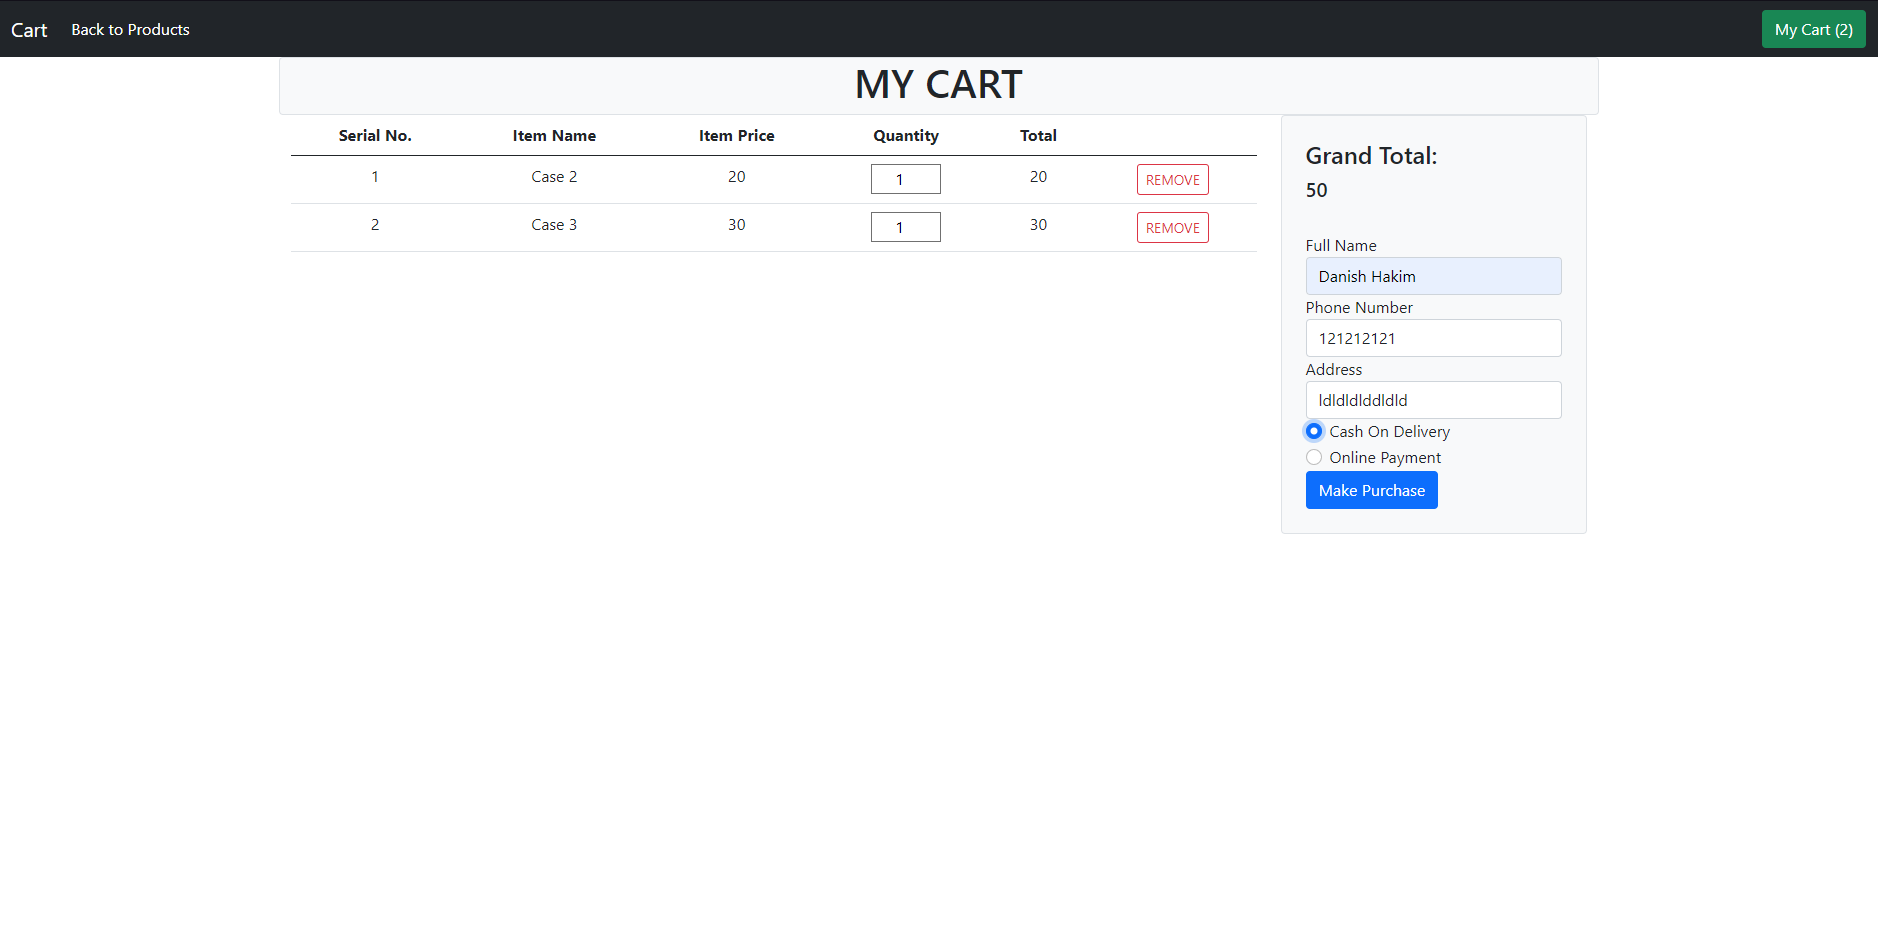 Cart Back to Products My Cart (2)
MY CART
Serial No. Item Name Item Price Quantity Total
1 Case 2 20 1 20 REMOVE
2 Case 3 30 1 30 REMOVE
Grand Total:
50
Full Name
Danish Hakim
Phone Number
121212121
Address
ldldldlddldld
Cash On Delivery
Online Payment
Make Purchase